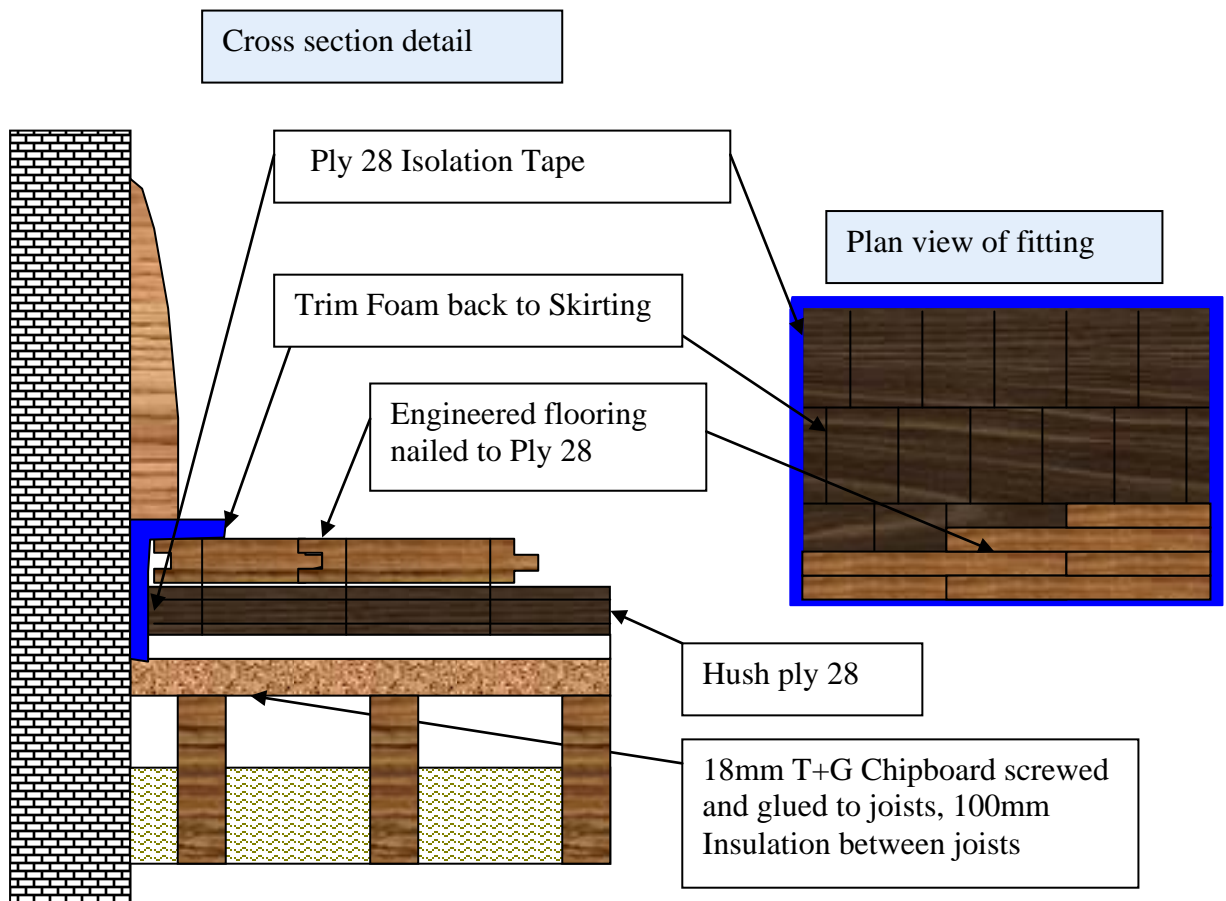 Cross section detail
Ply 28 Isolation Tape
Plan view of fitting
Trim Foam back to Skirting
Engineered flooring
nailed to Ply 28
Hush ply 28
18mm T+G Chipboard screwed
and glued to joists, 100mm
Insulation between joists